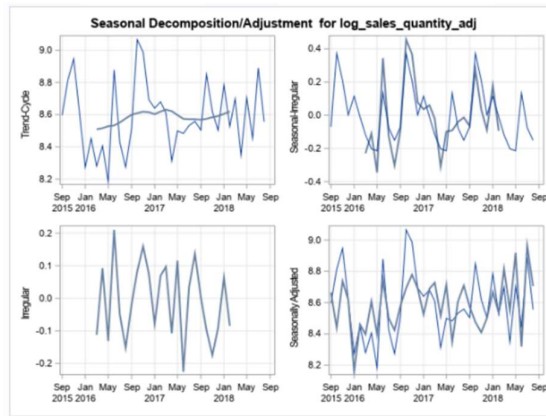 Seasonal Decomposition/Adjustment for log_sales_quantity_adj
Trend-Cycle
9.0
8.8
8.6
8.4
8.2
Sep Jan May Sep Jan May Sep Jan May Sep
2015 2016 2017 2018
Seasonal-Irregular
0.4
0.2
0.0
-0.2
-0.4
Sep Jan May Sep Jan May Sep Jan May Sep
2015 2016 2017 2018
Irregular
0.2
0.1
0.0
-0.1
-0.2
Sep Jan May Sep Jan May Sep Jan May Sep
2015 2016 2017 2018
Seasonally Adjusted
9.0
8.8
8.6
8.4
8.2
Sep Jan May Sep Jan May Sep Jan May Sep
2015 2016 2017 2018